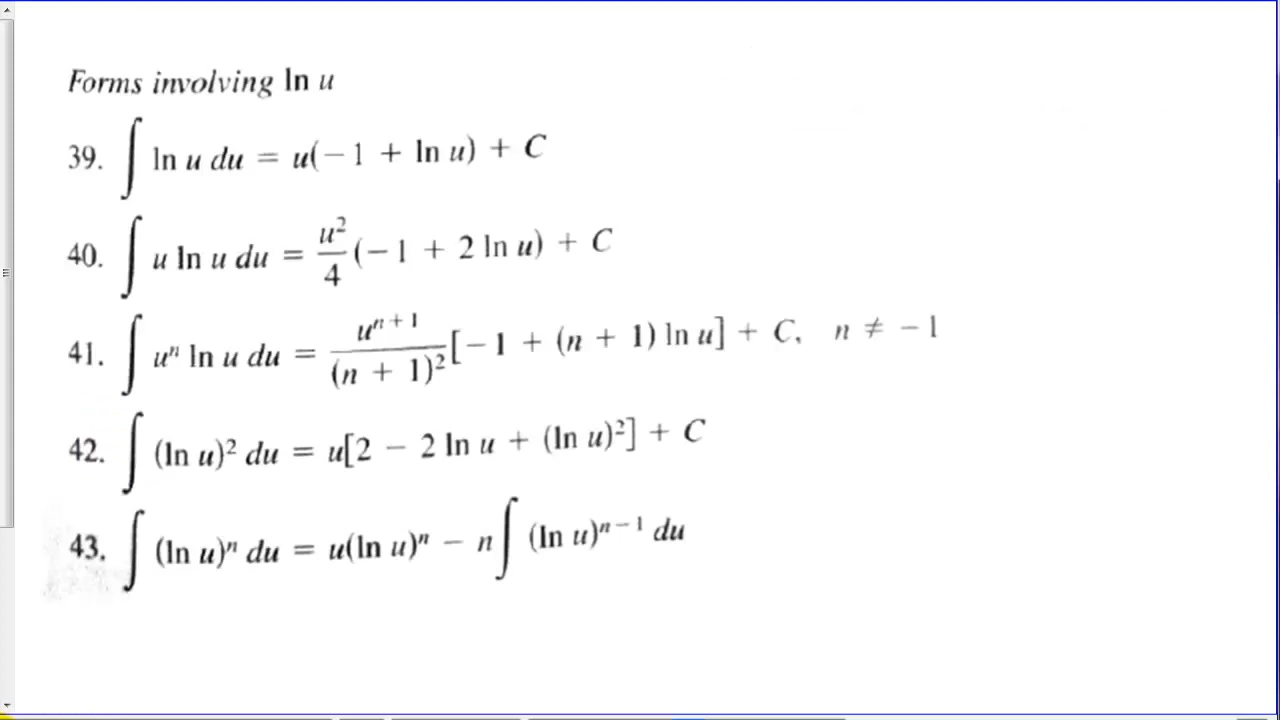 Forms involving ln u
39. ∫ ln u du = u(−1 + ln u) + C
40. ∫ u ln u du = u²/4 (−1 + 2 ln u) + C
41. ∫ uⁿ ln u du = uⁿ⁺¹/(n + 1)² [−1 + (n + 1) ln u] + C, n ≠ −1
42. ∫ (ln u)² du = u[2 − 2 ln u + (ln u)²] + C
43. ∫ (ln u)ⁿ du = u(ln u)ⁿ − n ∫ (ln u)ⁿ⁻¹ du